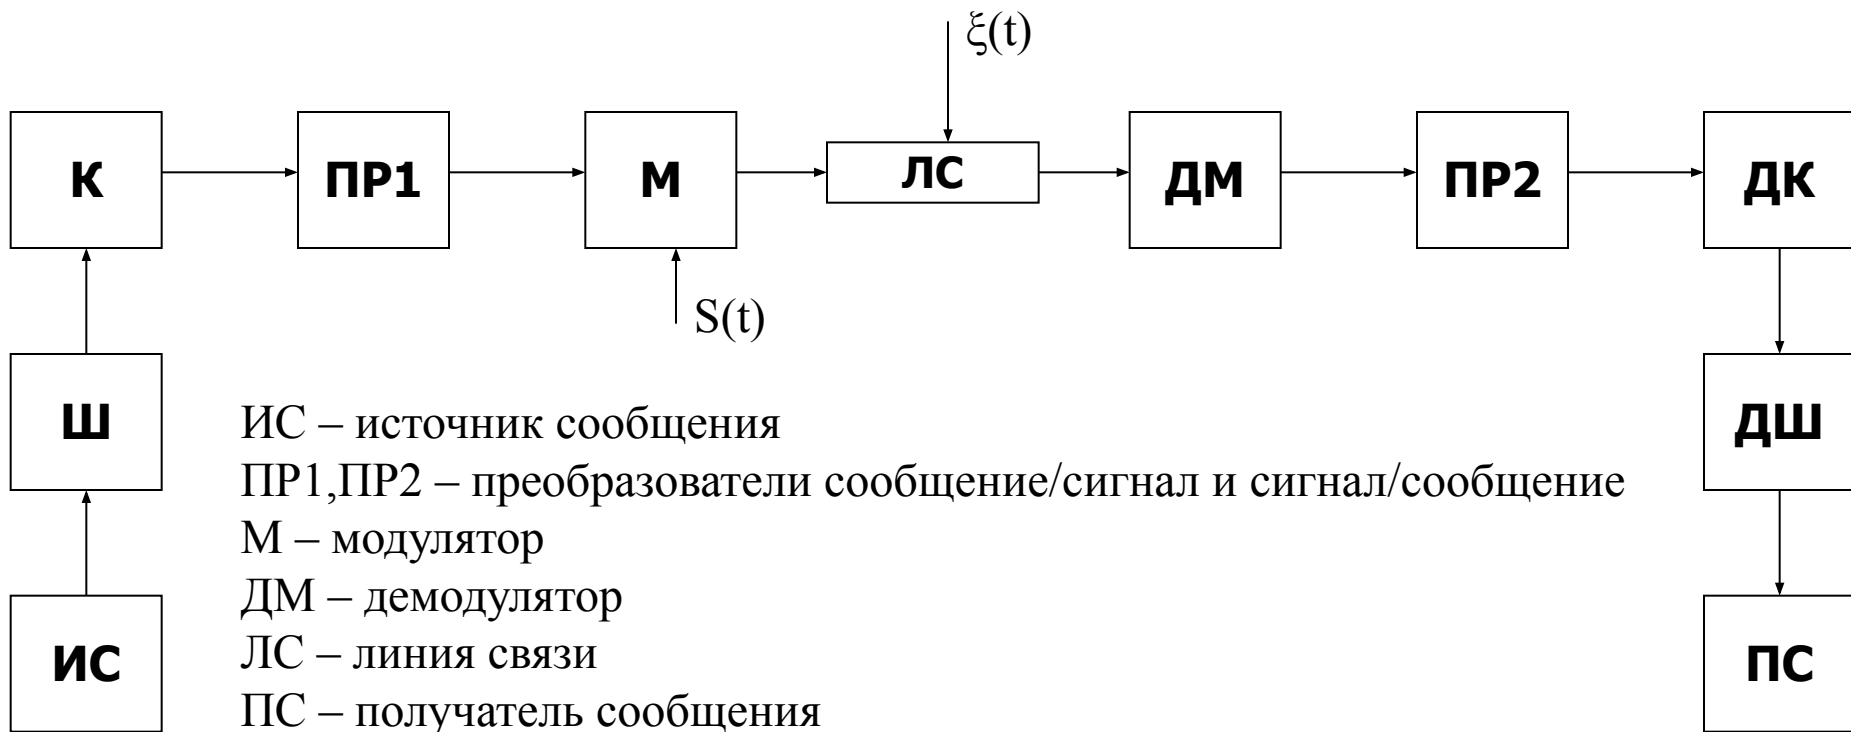 ξ(t)
К
ПР1
М
ЛС
ДМ
ПР2
ДК
S(t)
Ш
ДШ
ИС – источник сообщения
ПР1,ПР2 – преобразователи сообщение/сигнал и сигнал/сообщение
М – модулятор
ДМ – демодулятор
ЛС – линия связи
ПС – получатель сообщения
ИС
ПС